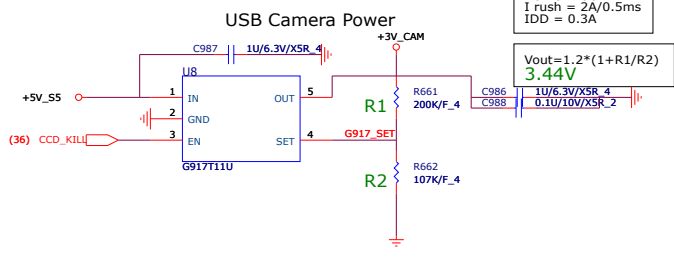 I rush = 2A/0.5ms
IDD = 0.3A
USB Camera Power
+3V_CAM
C987 1U/6.3V/X5R_4
Vout=1.2*(1+R1/R2)
3.44V
U8
+5V_S5 1 IN OUT 5
R1 R661
200K/F_4
C986 1U/6.3V/X5R_4
C988 0.1U/10V/X5R_2
2 GND
(36) CCD_KILL 3 EN SET 4 G917_SET
G917T11U
R2 R662
107K/F_4